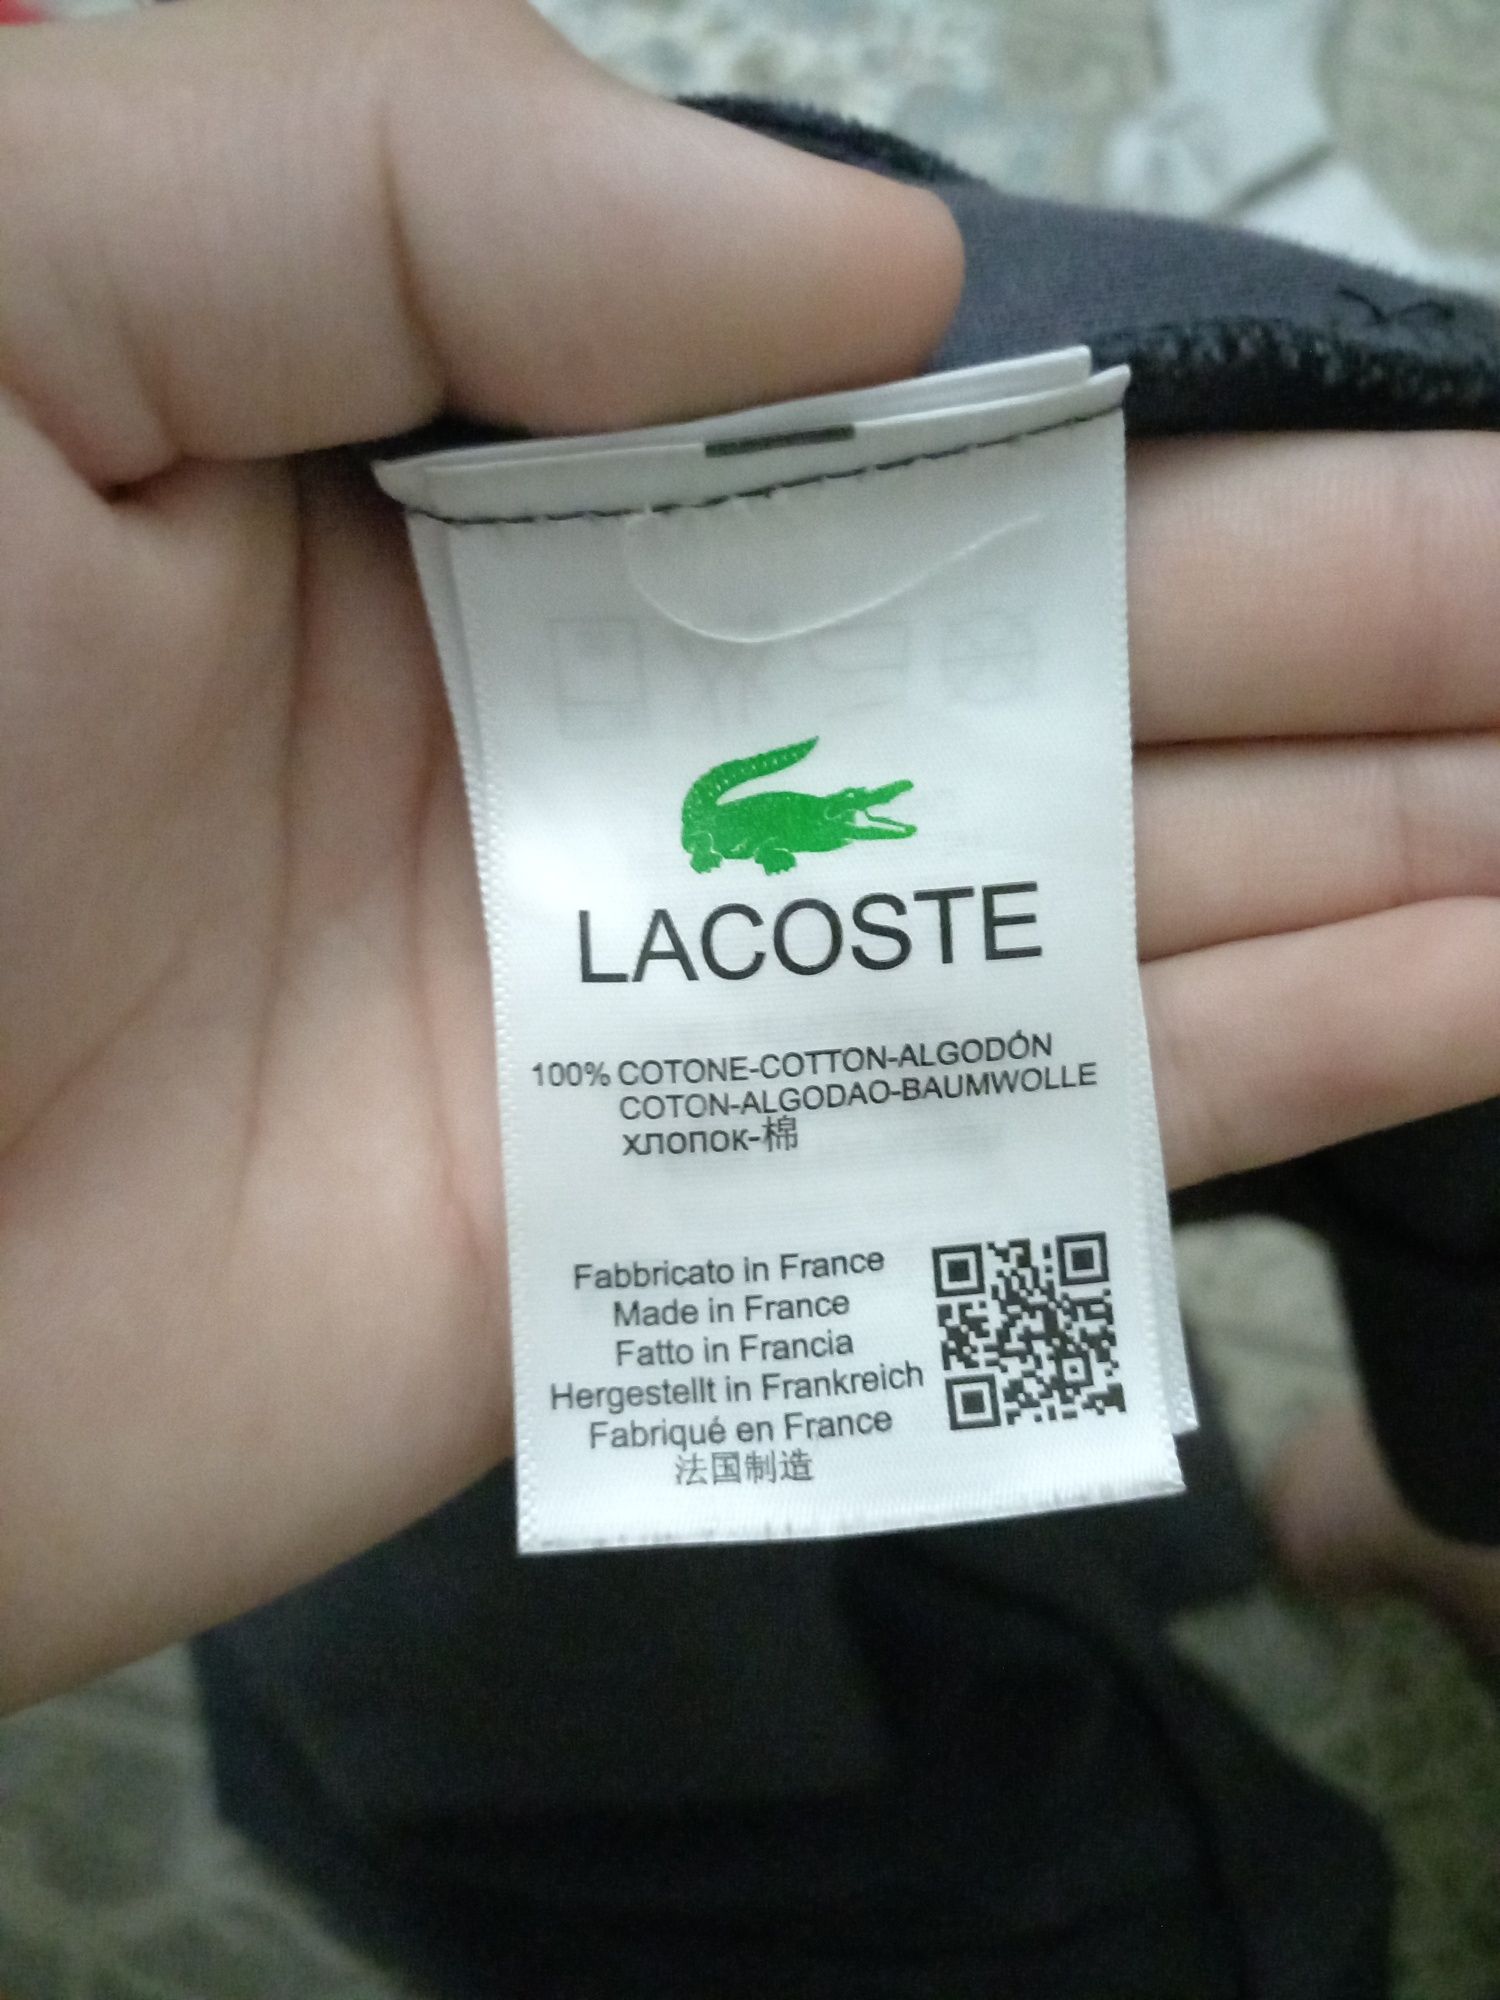 LACOSTE
100% COTONE-COTTON-ALGODÓN
COTON-ALGODAO-BAUMWOLLE
хлопок-棉
Fabbricato in France
Made in France
Fatto in Francia
Hergestellt in Frankreich
Fabriqué en France
法国制造